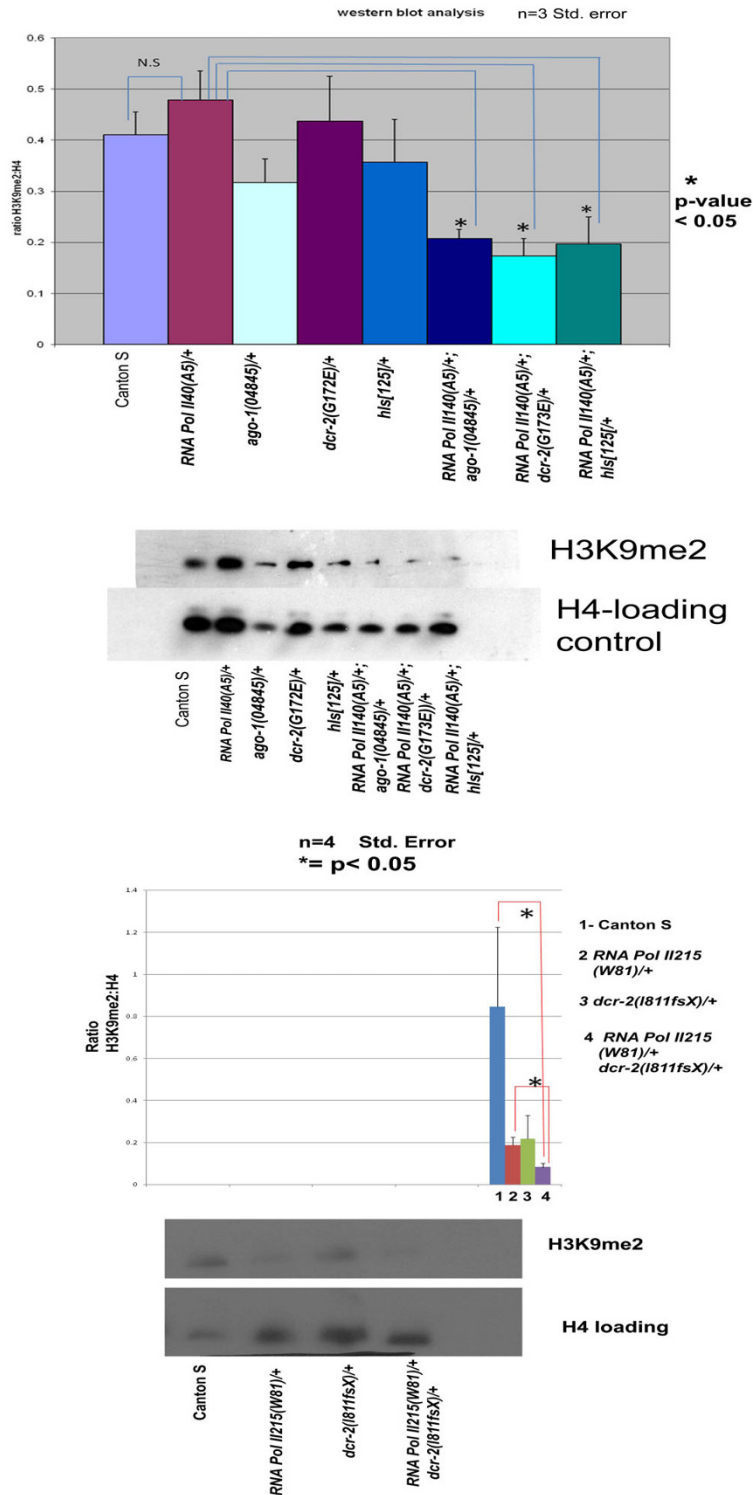 western blot analysis n=3 Std. error
0.6
0.5
0.4
0.3
0.2
0.1
0
ratio H3K9me2:H4
N.S
*
*
*
*
p-value
< 0.05
Canton S
RNA Pol II40(A5)/+
ago-1(04845)/+
dcr-2(G172E)/+
hls[125]/+
RNA Pol II140(A5)/+;
ago-1(04845)/+
RNA Pol II140(A5)/+;
dcr-2(G173E)/+
RNA Pol II140(A5)/+;
hls[125[/+
H3K9me2
H4-loading
control
Canton S
RNA Pol II40(A5)/+
ago-1(04845)/+
dcr-2(G172E)/+
hls[125]/+
RNA Pol II140(A5)/+;
ago-1(04845)/+
RNA Pol II140(A5)/+;
dcr-2(G173E))/+
RNA Pol II140(A5)/+;
hls[125]/+
n=4 Std. Error
*= p< 0.05
1.4
1.2
1
0.8
0.6
0.4
0.2
0
Ratio
H3K9me2:H4
*
*
1 2 3 4
1- Canton S
2 RNA Pol II215
(W81)/+
3 dcr-2(I811fsX)/+
4 RNA Pol II215
(W81)/+
dcr-2(I811fsX)/+
H3K9me2
H4 loading
Canton S
RNA Pol II215(W81)/+
dcr-2(I811fsX)/+
RNA Pol II215(W81)/+
dcr-2(I811fsX)/+